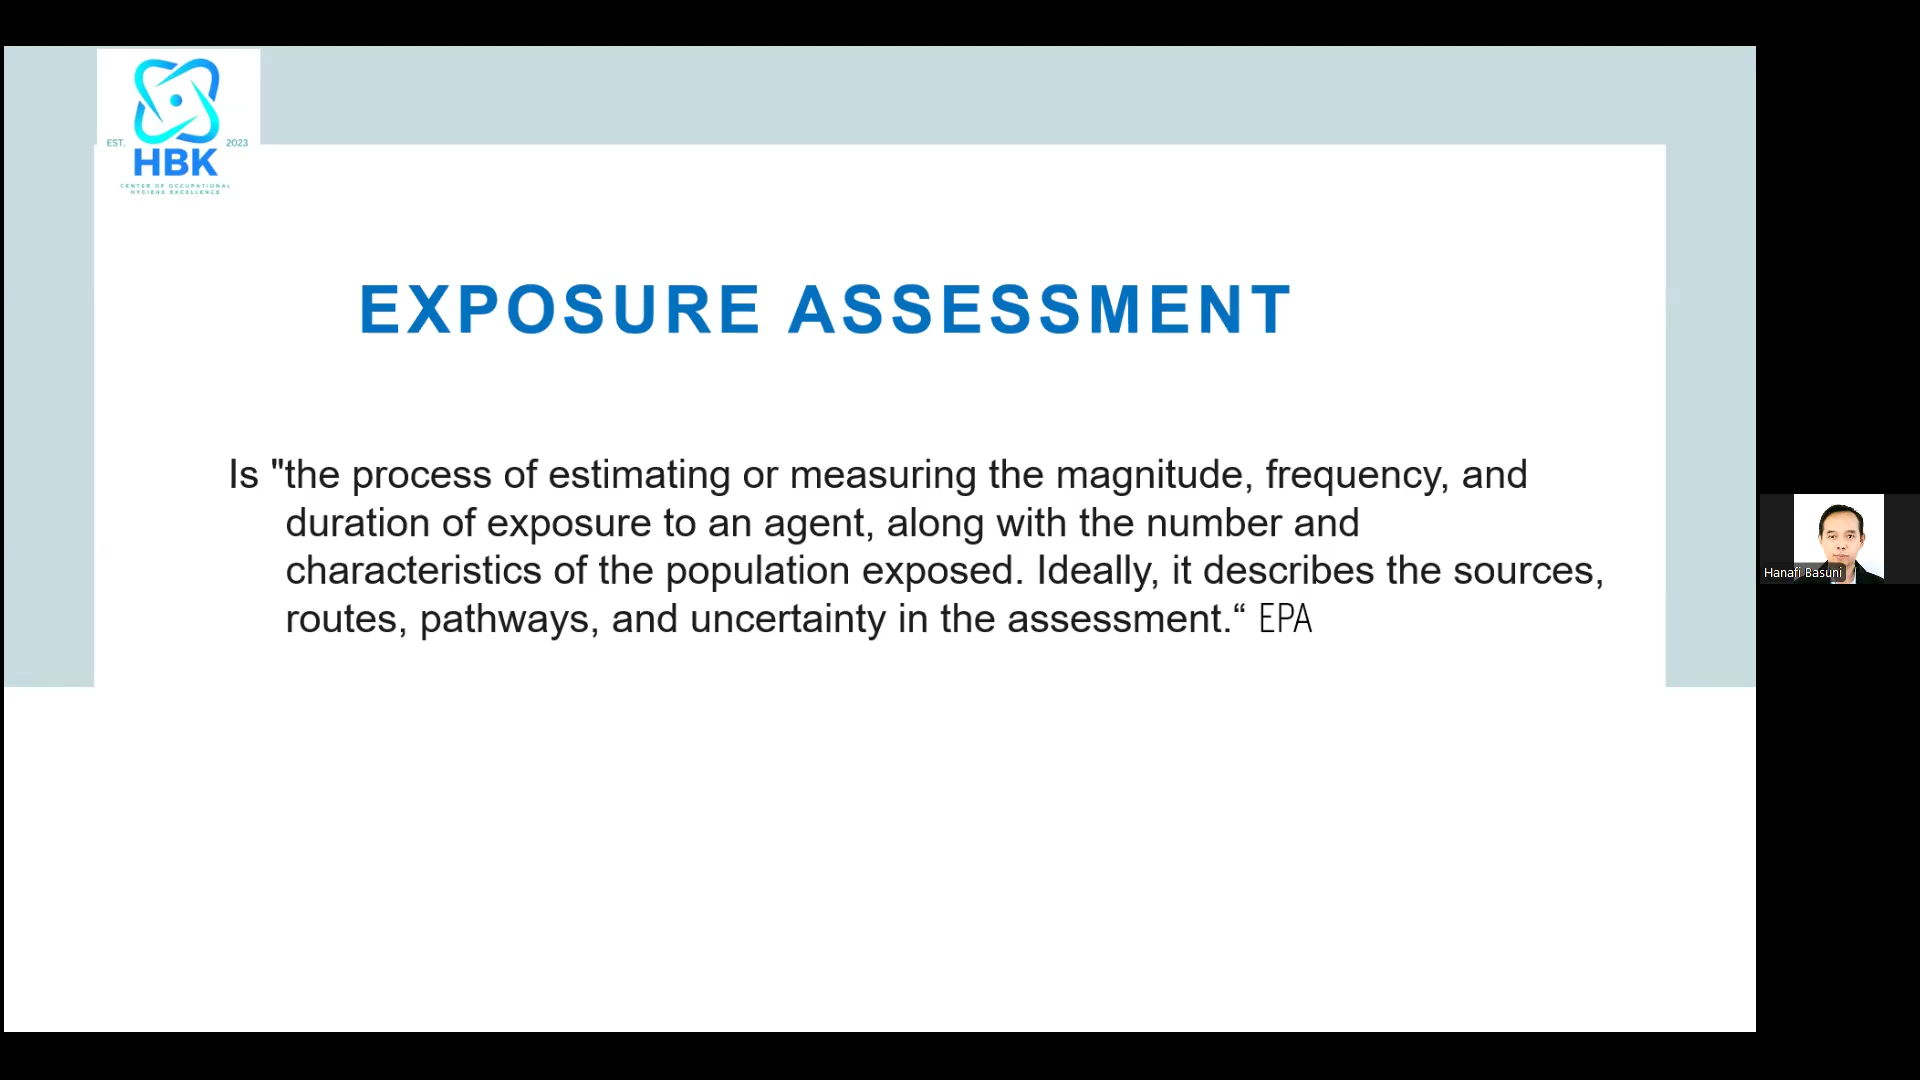 EST. 2023
HBK
CENTER OF OCCUPATIONAL
HYGIENE EXCELLENCE
EXPOSURE ASSESSMENT
Is "the process of estimating or measuring the magnitude, frequency, and
duration of exposure to an agent, along with the number and
characteristics of the population exposed. Ideally, it describes the sources,
routes, pathways, and uncertainty in the assessment.“ EPA
Hanafi Basuni